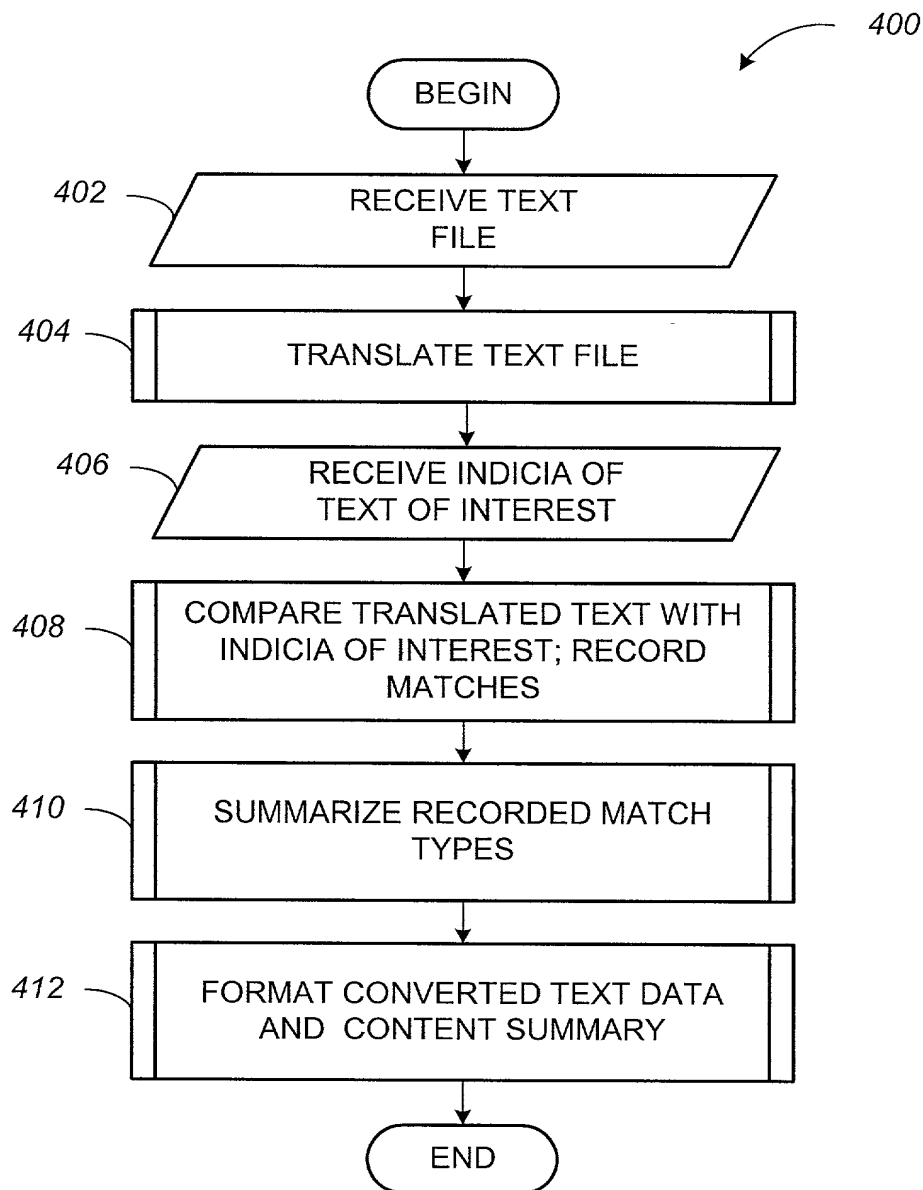 400
BEGIN
402
RECEIVE TEXT
FILE
404
TRANSLATE TEXT FILE
406
RECEIVE INDICIA OF
TEXT OF INTEREST
408
COMPARE TRANSLATED TEXT WITH
INDICIA OF INTEREST; RECORD
MATCHES
410
SUMMARIZE RECORDED MATCH
TYPES
412
FORMAT CONVERTED TEXT DATA
AND CONTENT SUMMARY
END